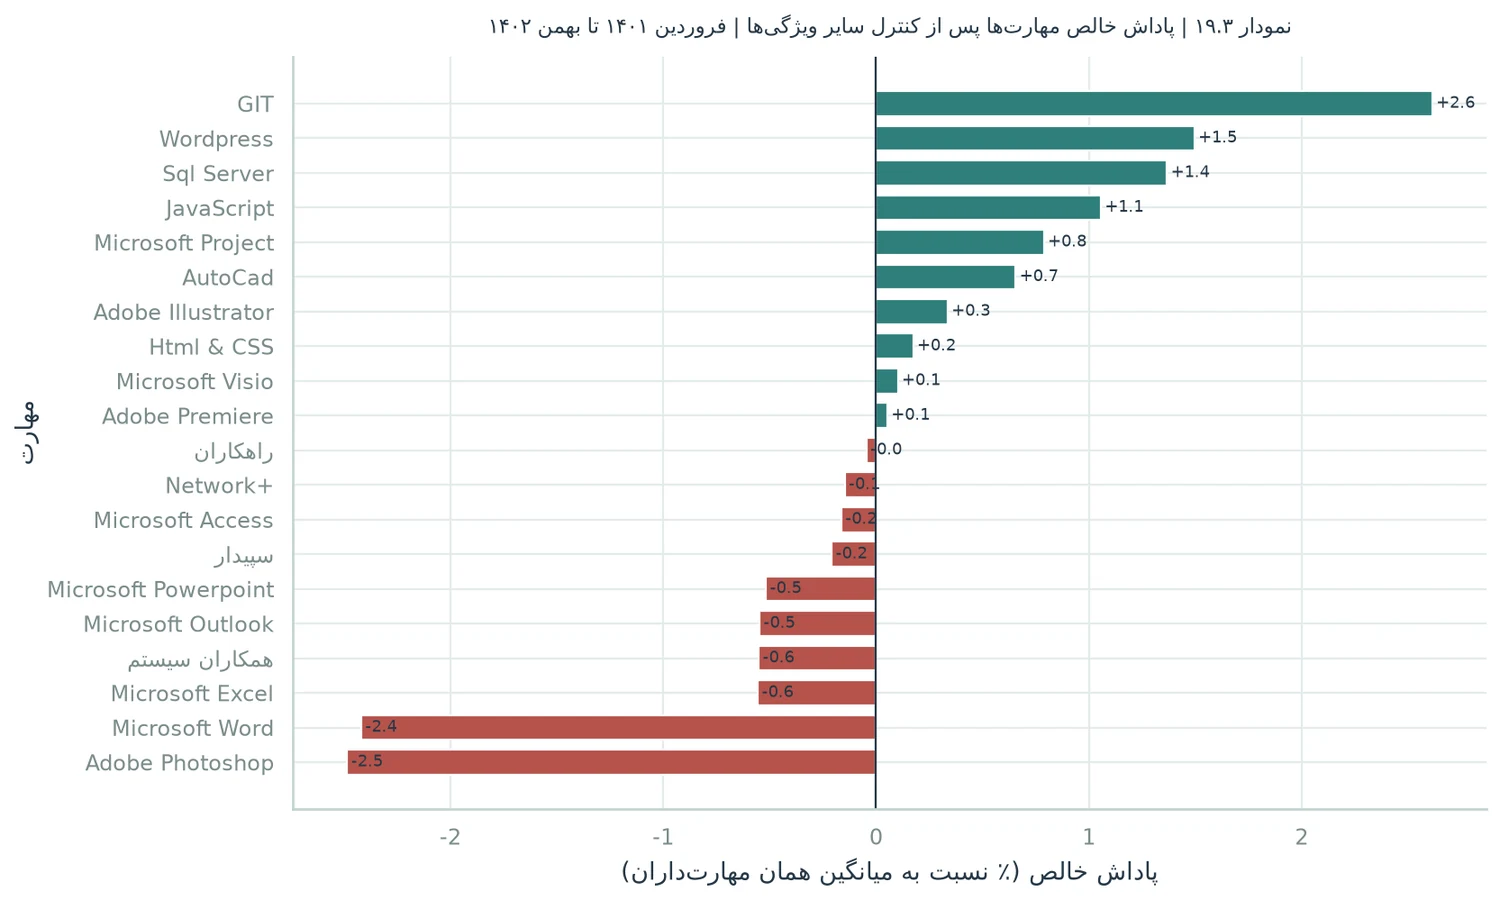 نمودار ۱۹.۳ | پاداش خالص مهارت‌ها پس از کنترل سایر ویژگی‌ها | فروردین ۱۴۰۱ تا بهمن ۱۴۰۲
مهارت
GIT +2.6
Wordpress +1.5
Sql Server +1.4
JavaScript +1.1
Microsoft Project +0.8
AutoCad +0.7
Adobe Illustrator +0.3
Html & CSS +0.2
Microsoft Visio +0.1
Adobe Premiere +0.1
راهکاران -0.0
Network+ -0.1
Microsoft Access -0.2
سپیدار -0.2
Microsoft Powerpoint -0.5
Microsoft Outlook -0.5
همکاران سیستم -0.6
Microsoft Excel -0.6
Microsoft Word -2.4
Adobe Photoshop -2.5
-2 -1 0 1 2
پاداش خالص (٪ نسبت به میانگین همان مهارت‌داران)